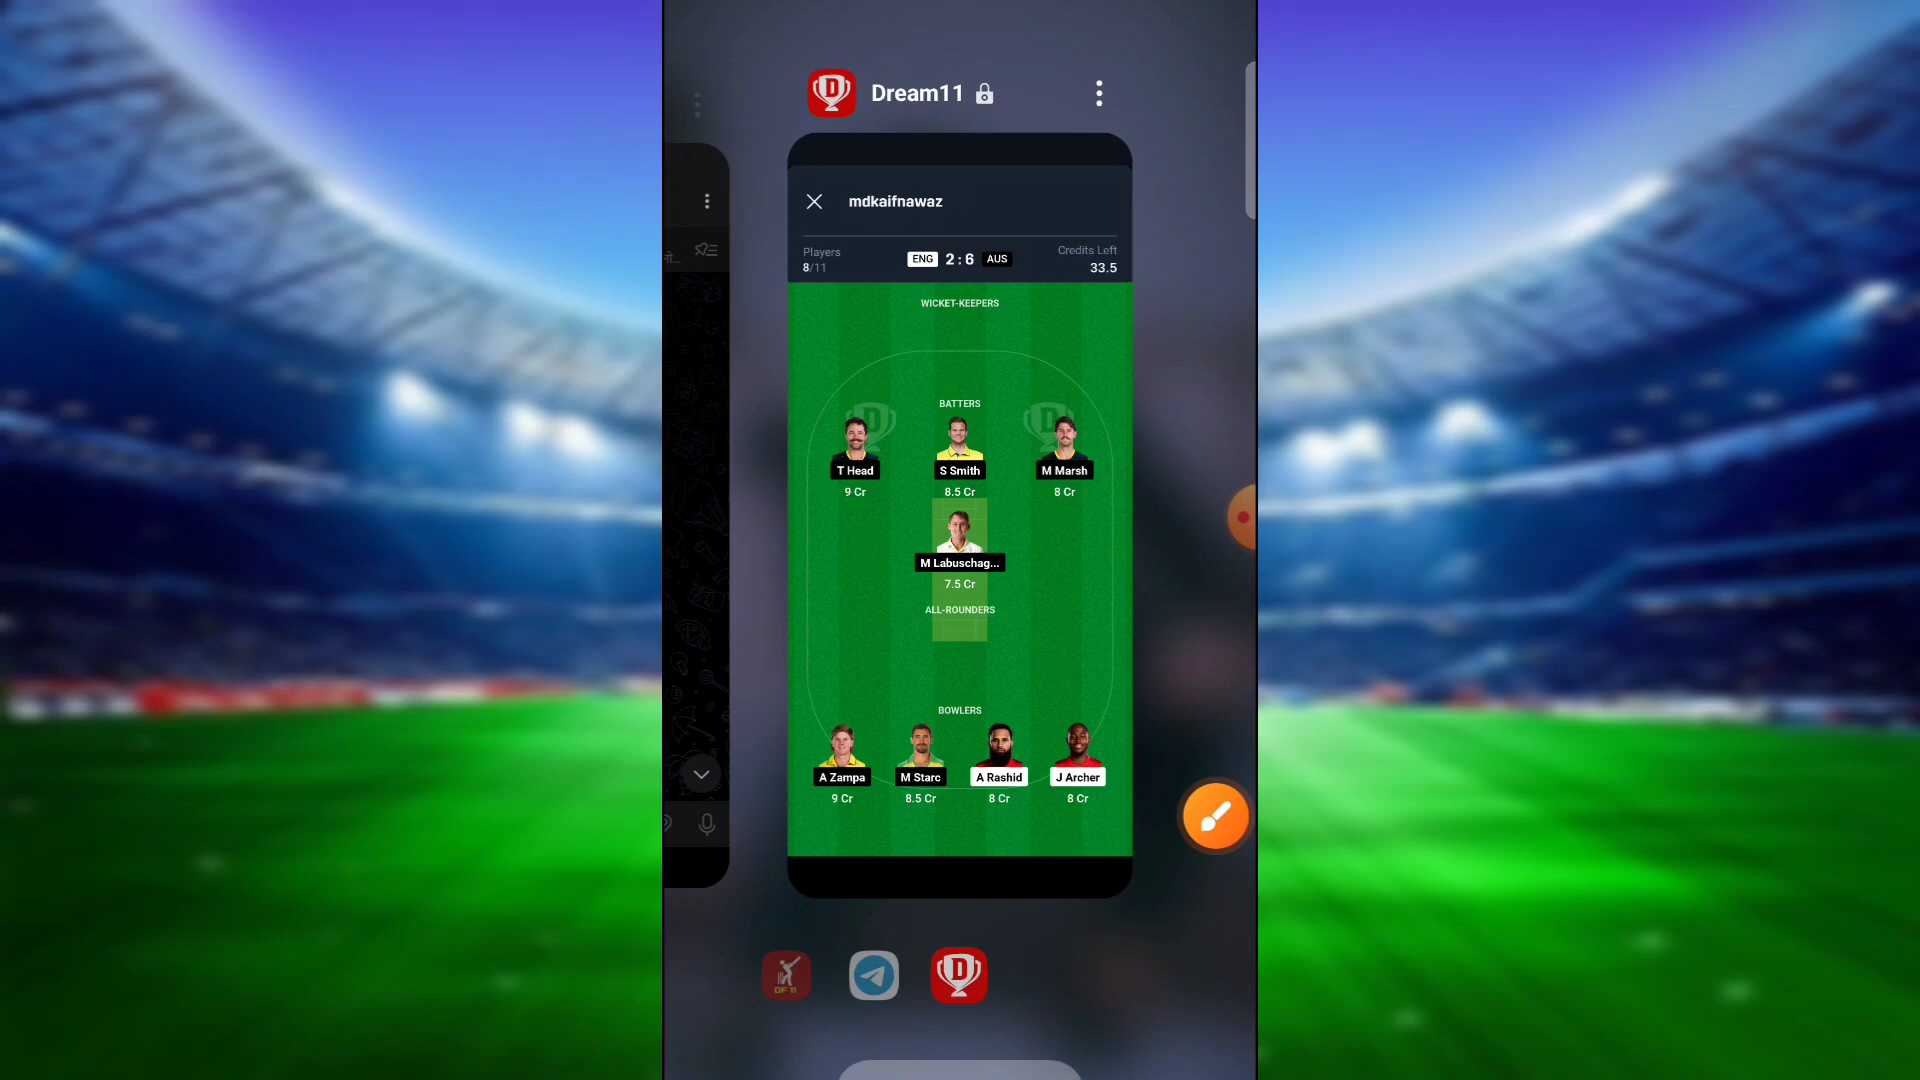 Dream11
mdkaifnawaz
Players
8/11
ENG 2 : 6 AUS
Credits Left
33.5
WICKET-KEEPERS
BATTERS
T Head
9 Cr
S Smith
8.5 Cr
M Marsh
8 Cr
M Labuschag...
7.5 Cr
ALL-ROUNDERS
BOWLERS
A Zampa
9 Cr
M Starc
8.5 Cr
A Rashid
8 Cr
J Archer
8 Cr
DF 11